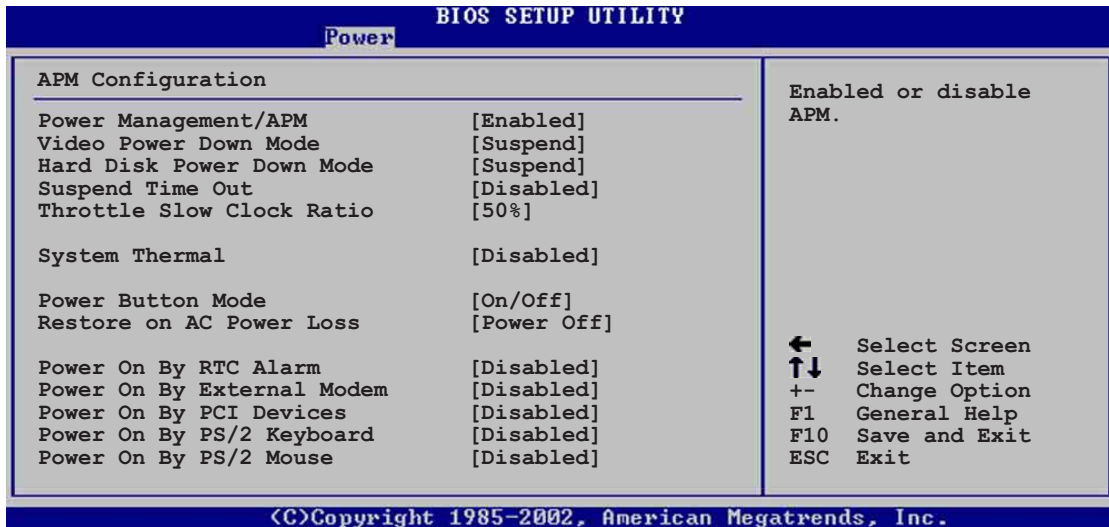 BIOS SETUP UTILITY
Power
APM Configuration
Power Management/APM [Enabled]
Video Power Down Mode [Suspend]
Hard Disk Power Down Mode [Suspend]
Suspend Time Out [Disabled]
Throttle Slow Clock Ratio [50%]
System Thermal [Disabled]
Power Button Mode [On/Off]
Restore on AC Power Loss [Power Off]
Power On By RTC Alarm [Disabled]
Power On By External Modem [Disabled]
Power On By PCI Devices [Disabled]
Power On By PS/2 Keyboard [Disabled]
Power On By PS/2 Mouse [Disabled]
Enabled or disable
APM.
← Select Screen
↑↓ Select Item
+- Change Option
F1 General Help
F10 Save and Exit
ESC Exit
(C)Copyright 1985-2002, American Megatrends, Inc.